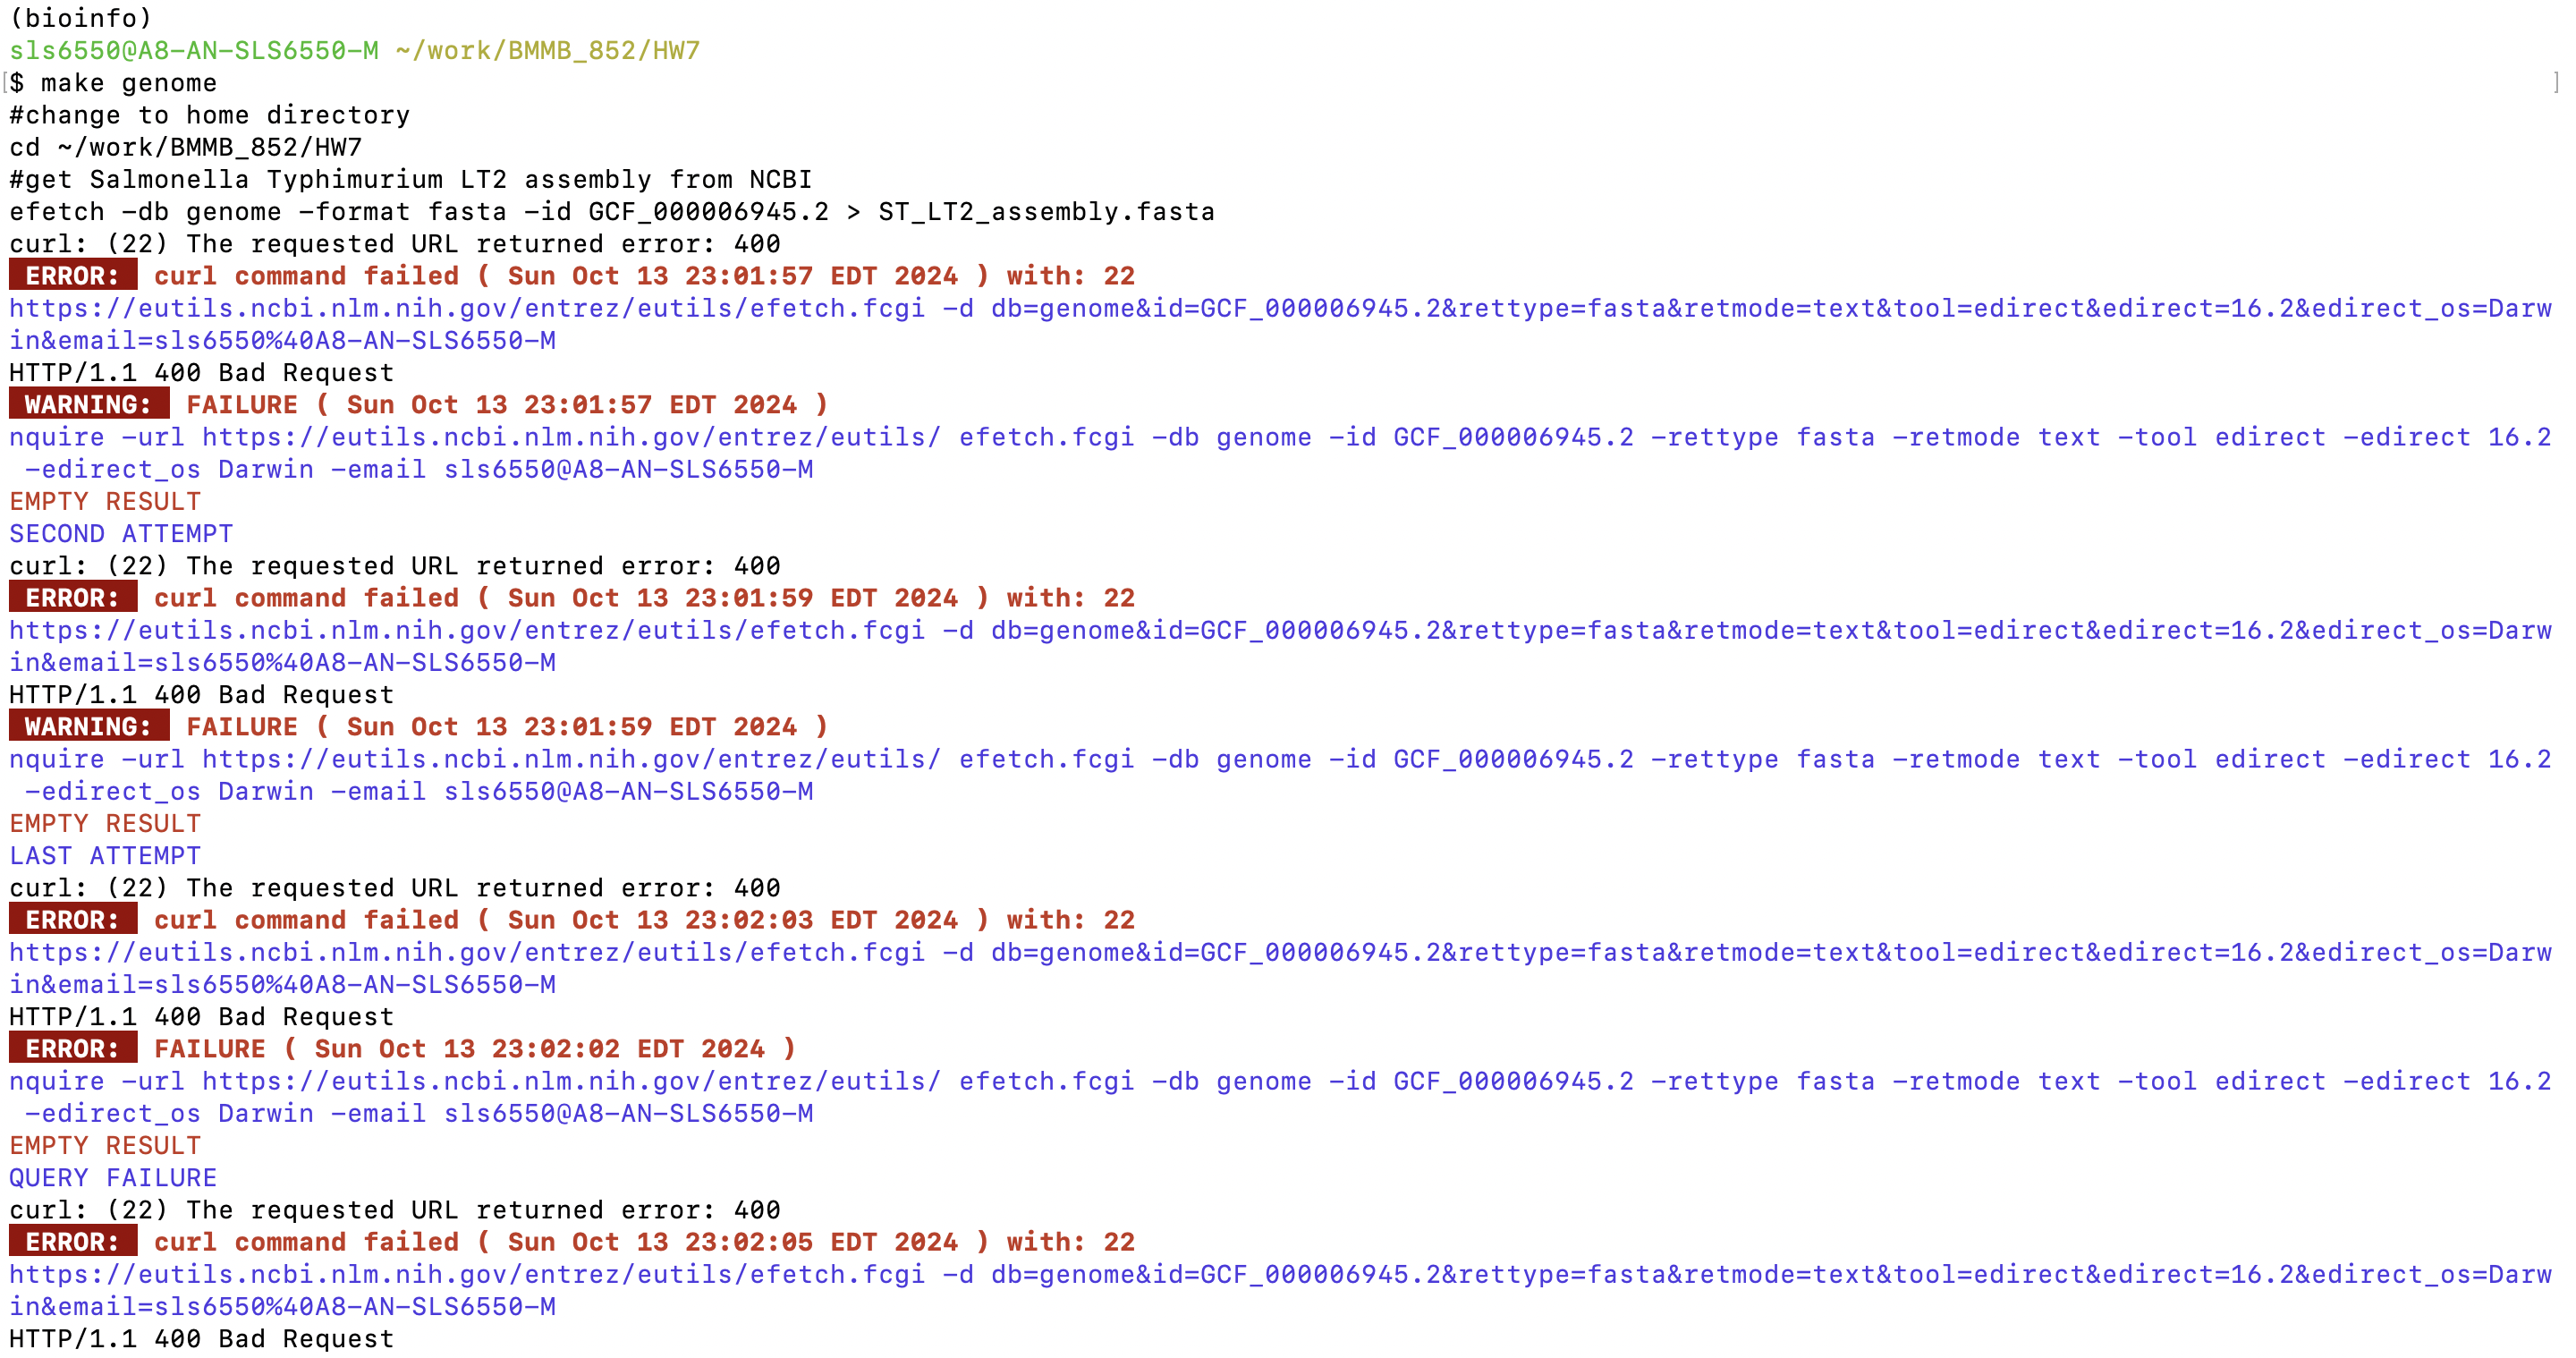 (bioinfo)
sls6550@A8-AN-SLS6550-M ~/work/BMMB_852/HW7
[$ make genome ]
#change to home directory
cd ~/work/BMMB_852/HW7
#get Salmonella Typhimurium LT2 assembly from NCBI
efetch -db genome -format fasta -id GCF_000006945.2 > ST_LT2_assembly.fasta
curl: (22) The requested URL returned error: 400
ERROR: curl command failed ( Sun Oct 13 23:01:57 EDT 2024 ) with: 22
https://eutils.ncbi.nlm.nih.gov/entrez/eutils/efetch.fcgi -d db=genome&id=GCF_000006945.2&rettype=fasta&retmode=text&tool=edirect&edirect=16.2&edirect_os=Darw
in&email=sls6550%40A8-AN-SLS6550-M
HTTP/1.1 400 Bad Request
WARNING: FAILURE ( Sun Oct 13 23:01:57 EDT 2024 )
nquire -url https://eutils.ncbi.nlm.nih.gov/entrez/eutils/ efetch.fcgi -db genome -id GCF_000006945.2 -rettype fasta -retmode text -tool edirect -edirect 16.2
-edirect_os Darwin -email sls6550@A8-AN-SLS6550-M
EMPTY RESULT
SECOND ATTEMPT
curl: (22) The requested URL returned error: 400
ERROR: curl command failed ( Sun Oct 13 23:01:59 EDT 2024 ) with: 22
https://eutils.ncbi.nlm.nih.gov/entrez/eutils/efetch.fcgi -d db=genome&id=GCF_000006945.2&rettype=fasta&retmode=text&tool=edirect&edirect=16.2&edirect_os=Darw
in&email=sls6550%40A8-AN-SLS6550-M
HTTP/1.1 400 Bad Request
WARNING: FAILURE ( Sun Oct 13 23:01:59 EDT 2024 )
nquire -url https://eutils.ncbi.nlm.nih.gov/entrez/eutils/ efetch.fcgi -db genome -id GCF_000006945.2 -rettype fasta -retmode text -tool edirect -edirect 16.2
-edirect_os Darwin -email sls6550@A8-AN-SLS6550-M
EMPTY RESULT
LAST ATTEMPT
curl: (22) The requested URL returned error: 400
ERROR: curl command failed ( Sun Oct 13 23:02:03 EDT 2024 ) with: 22
https://eutils.ncbi.nlm.nih.gov/entrez/eutils/efetch.fcgi -d db=genome&id=GCF_000006945.2&rettype=fasta&retmode=text&tool=edirect&edirect=16.2&edirect_os=Darw
in&email=sls6550%40A8-AN-SLS6550-M
HTTP/1.1 400 Bad Request
ERROR: FAILURE ( Sun Oct 13 23:02:02 EDT 2024 )
nquire -url https://eutils.ncbi.nlm.nih.gov/entrez/eutils/ efetch.fcgi -db genome -id GCF_000006945.2 -rettype fasta -retmode text -tool edirect -edirect 16.2
-edirect_os Darwin -email sls6550@A8-AN-SLS6550-M
EMPTY RESULT
QUERY FAILURE
curl: (22) The requested URL returned error: 400
ERROR: curl command failed ( Sun Oct 13 23:02:05 EDT 2024 ) with: 22
https://eutils.ncbi.nlm.nih.gov/entrez/eutils/efetch.fcgi -d db=genome&id=GCF_000006945.2&rettype=fasta&retmode=text&tool=edirect&edirect=16.2&edirect_os=Darw
in&email=sls6550%40A8-AN-SLS6550-M
HTTP/1.1 400 Bad Request